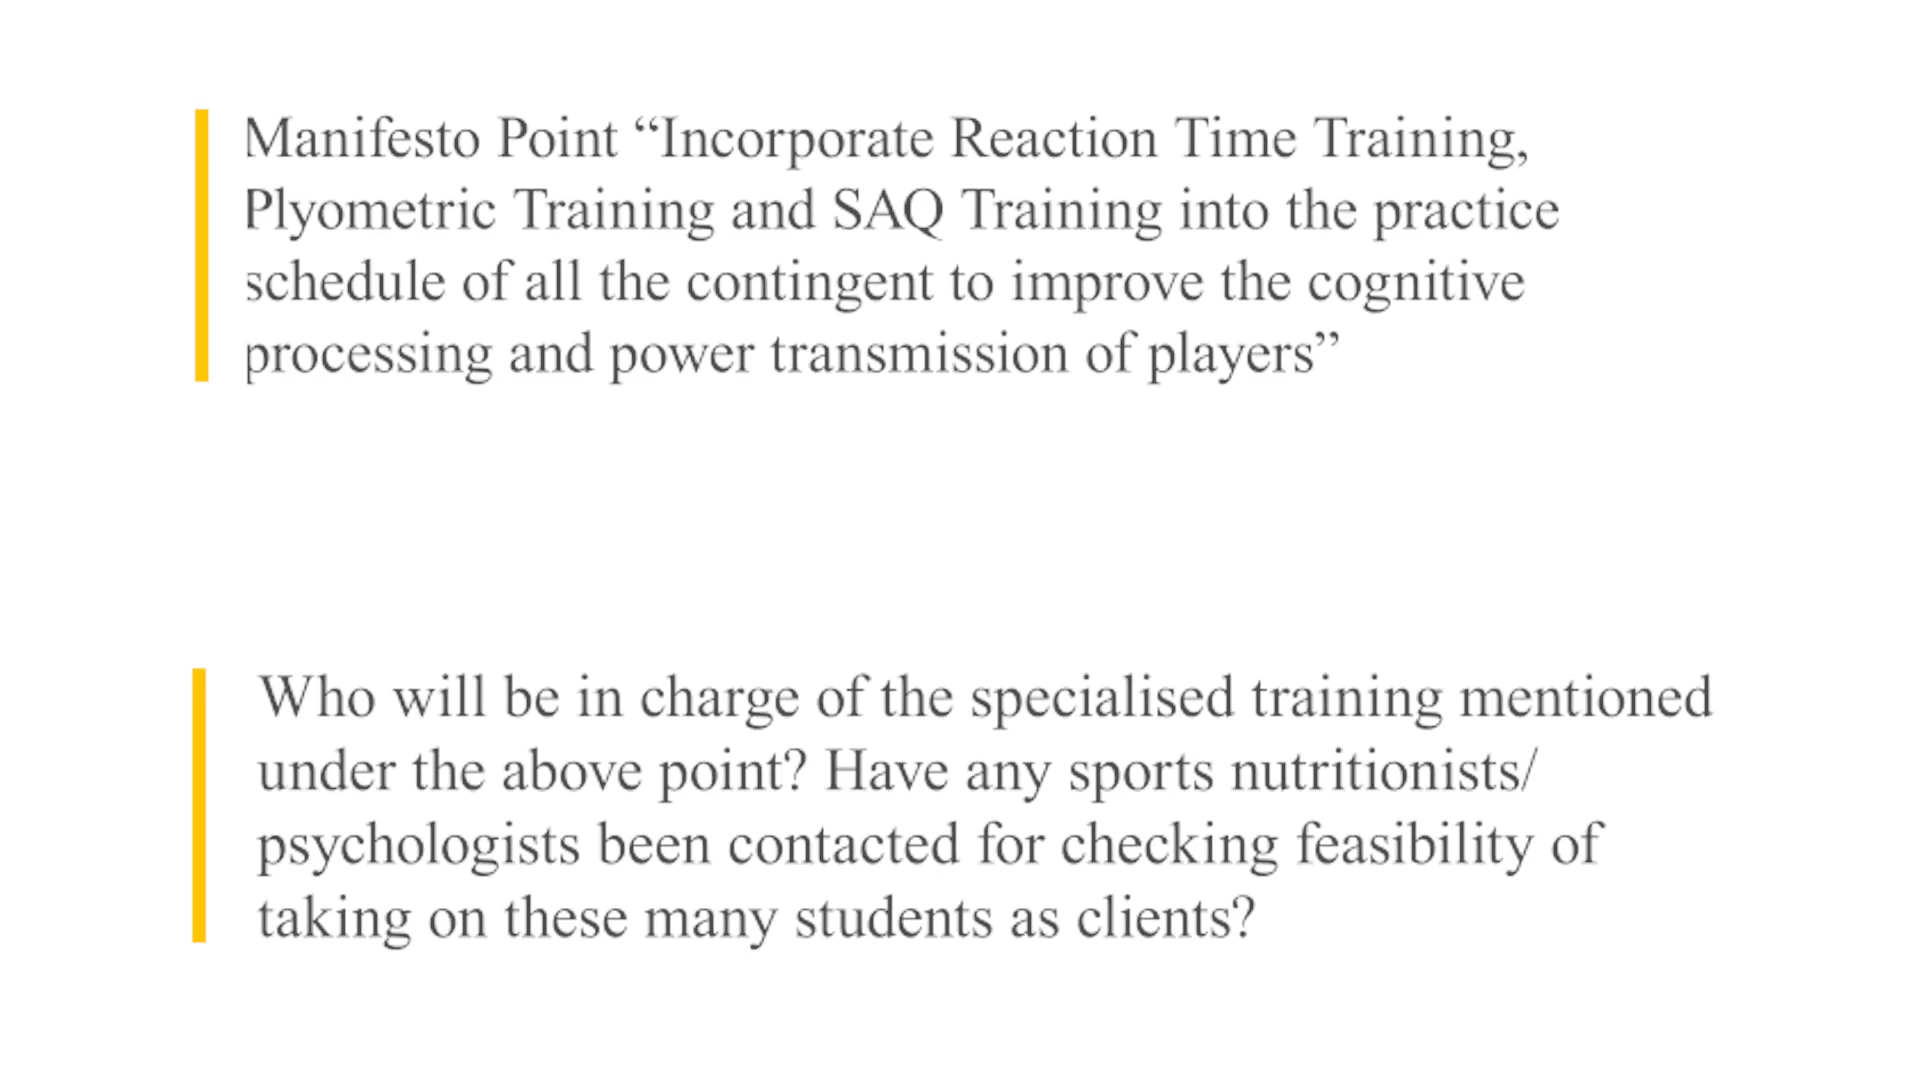 Manifesto Point “Incorporate Reaction Time Training,
Plyometric Training and SAQ Training into the practice
schedule of all the contingent to improve the cognitive
processing and power transmission of players”
Who will be in charge of the specialised training mentioned
under the above point? Have any sports nutritionists/
psychologists been contacted for checking feasibility of
taking on these many students as clients?